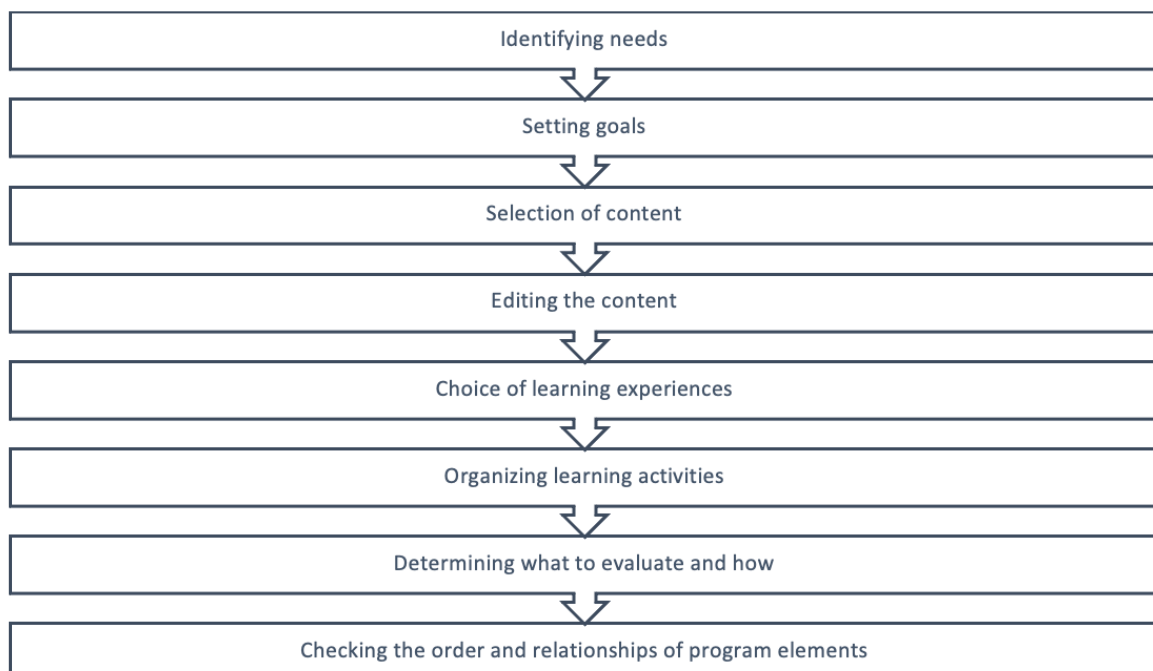 Identifying needs
Setting goals
Selection of content
Editing the content
Choice of learning experiences
Organizing learning activities
Determining what to evaluate and how
Checking the order and relationships of program elements